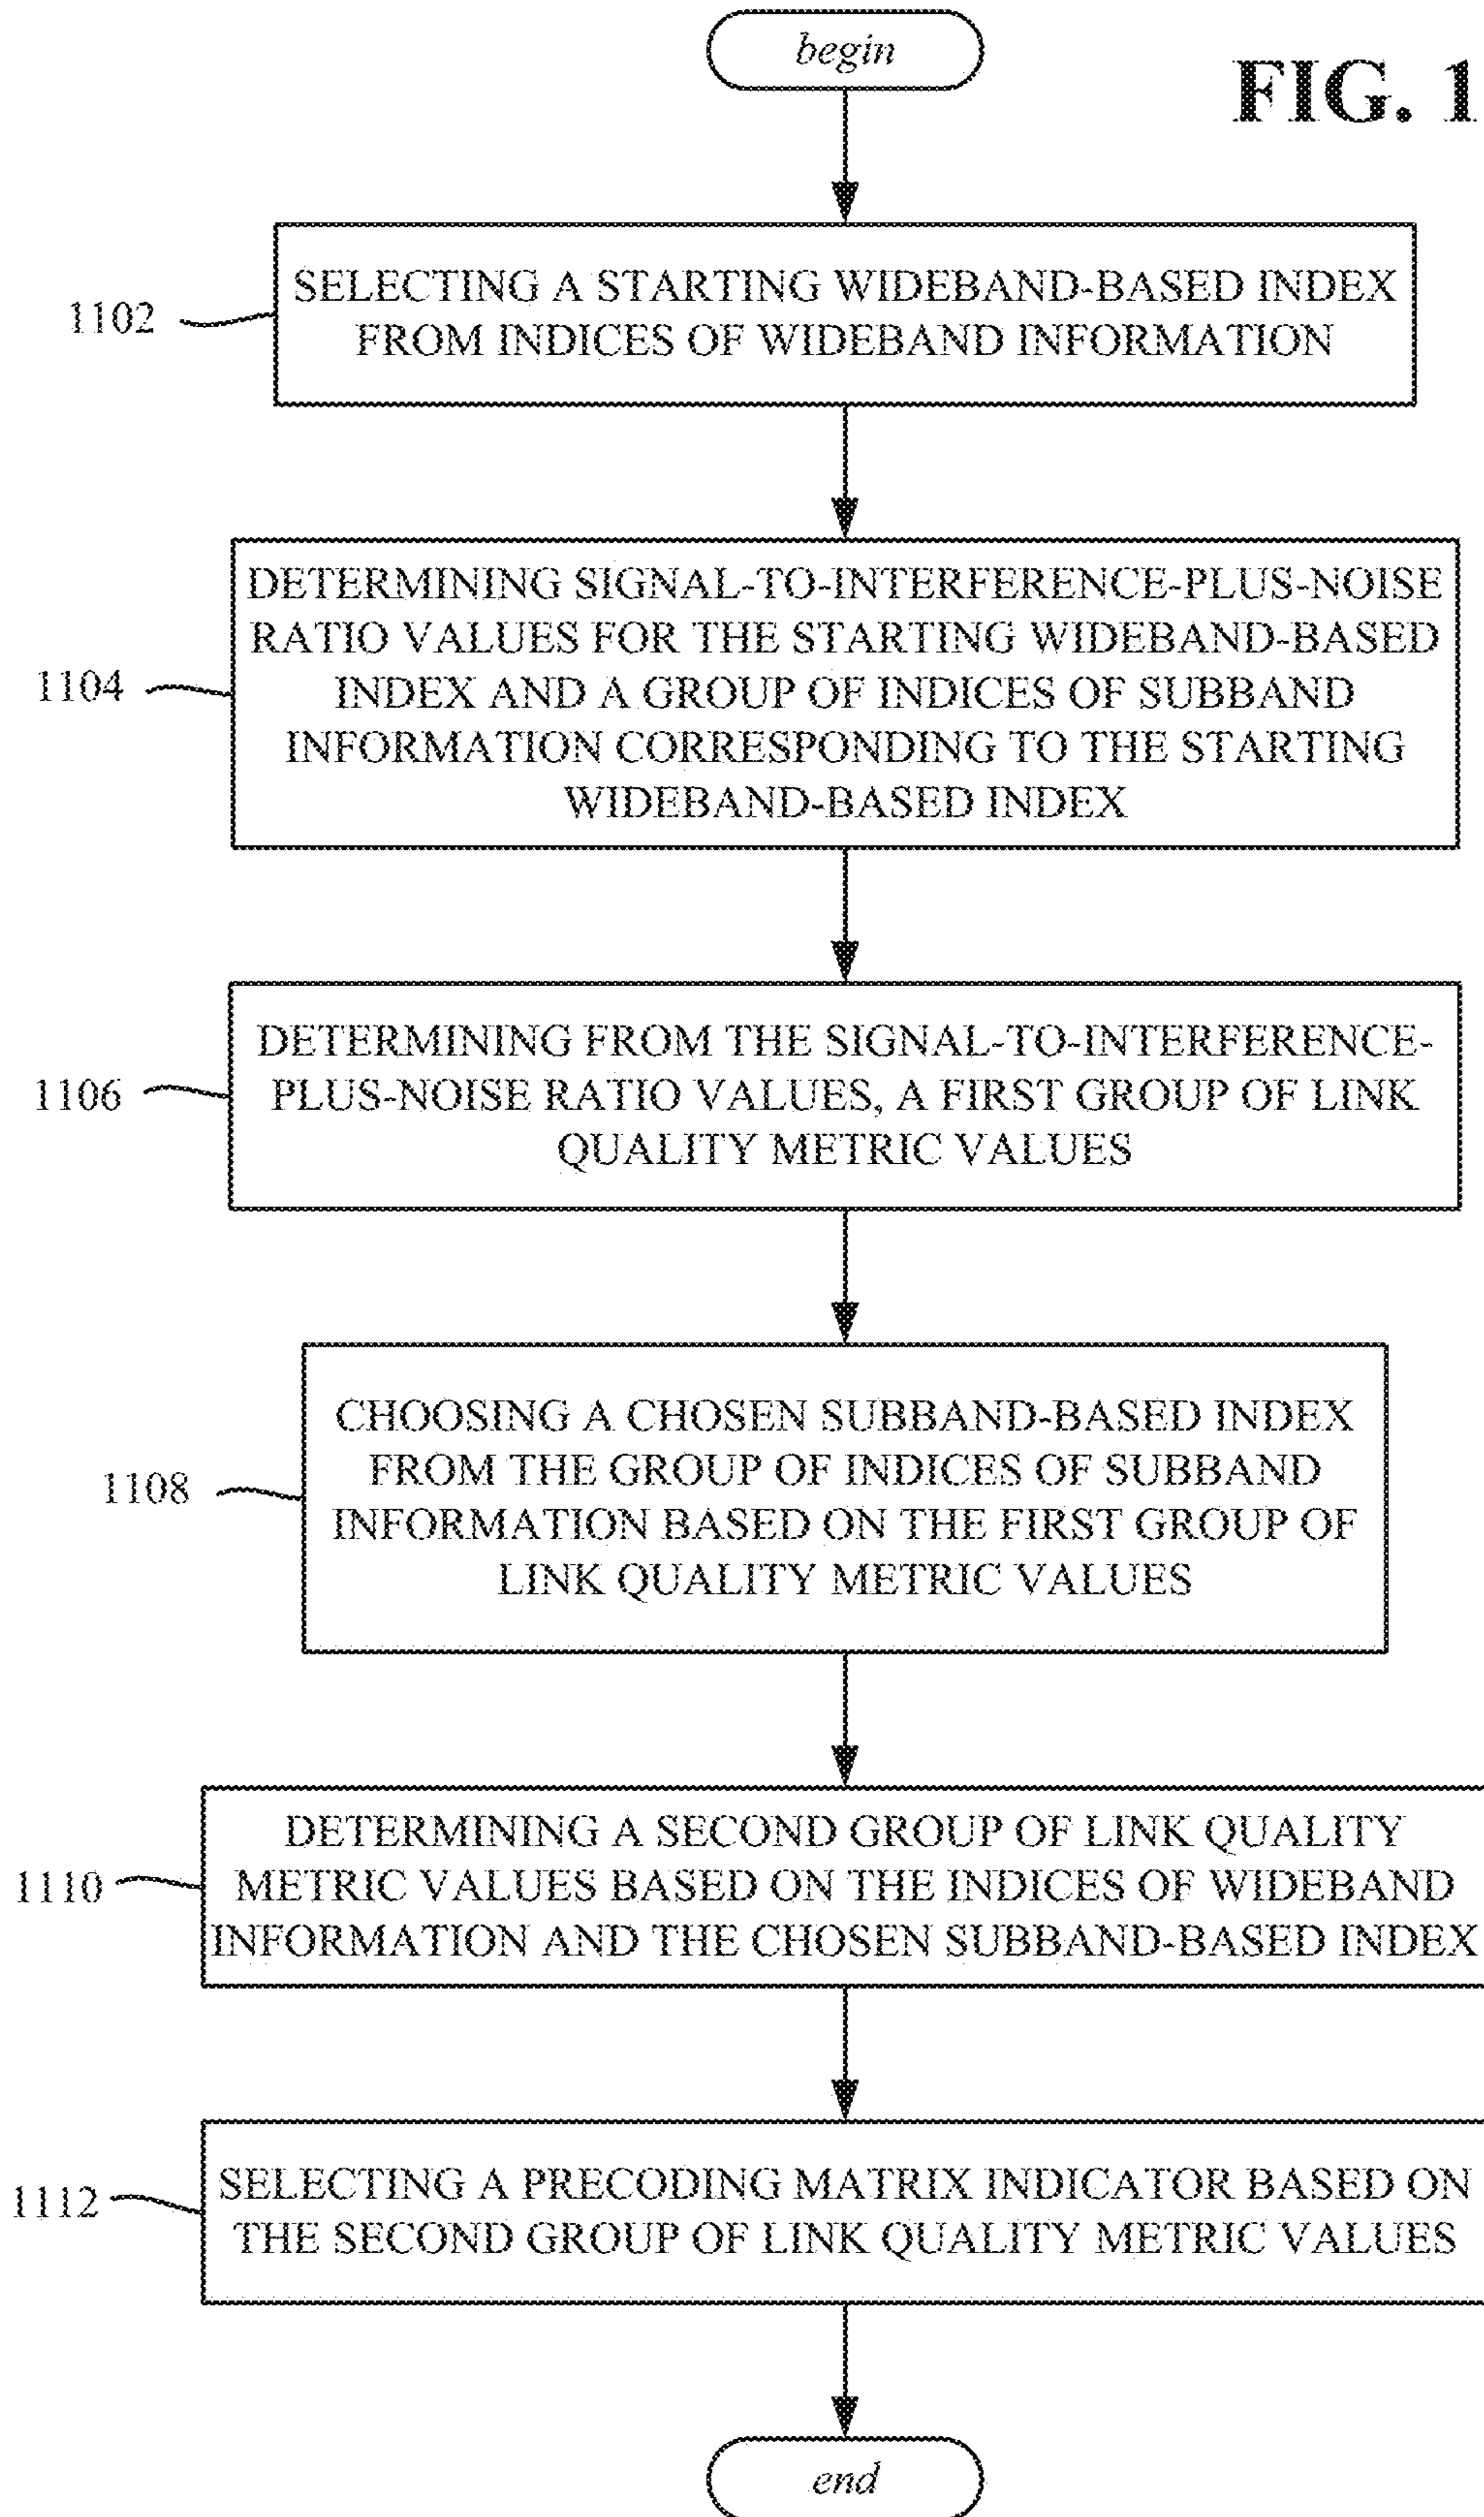 begin
FIG. 1
SELECTING A STARTING WIDEBAND-BASED INDEX
FROM INDICES OF WIDEBAND INFORMATION
1102
DETERMINING SIGNAL-TO-INTERFERENCE-PLUS-NOISE
RATIO VALUES FOR THE STARTING WIDEBAND-BASED
INDEX AND A GROUP OF INDICES OF SUBBAND
INFORMATION CORRESPONDING TO THE STARTING
WIDEBAND-BASED INDEX
1104
DETERMINING FROM THE SIGNAL-TO-INTERFERENCE-
PLUS-NOISE RATIO VALUES, A FIRST GROUP OF LINK
QUALITY METRIC VALUES
1106
CHOOSING A CHOSEN SUBBAND-BASED INDEX
FROM THE GROUP OF INDICES OF SUBBAND
INFORMATION BASED ON THE FIRST GROUP OF
LINK QUALITY METRIC VALUES
1108
DETERMINING A SECOND GROUP OF LINK QUALITY
METRIC VALUES BASED ON THE INDICES OF WIDEBAND
INFORMATION AND THE CHOSEN SUBBAND-BASED INDEX
1110
SELECTING A PRECODING MATRIX INDICATOR BASED ON
THE SECOND GROUP OF LINK QUALITY METRIC VALUES
1112
end